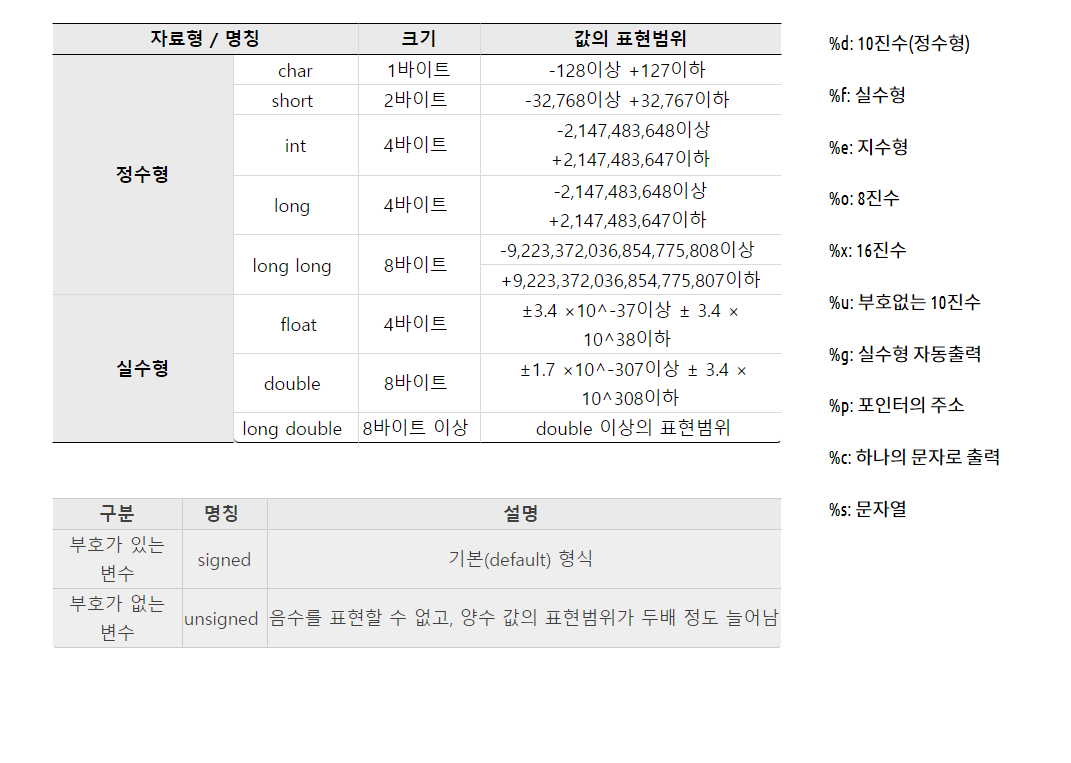 자료형 / 명칭 크기 값의 표현범위
정수형
char 1바이트 -128이상 +127이하
short 2바이트 -32,768이상 +32,767이하
int 4바이트 -2,147,483,648이상
+2,147,483,647이하
long 4바이트 -2,147,483,648이상
+2,147,483,647이하
long long 8바이트 -9,223,372,036,854,775,808이상
+9,223,372,036,854,775,807이하
실수형
float 4바이트 ±3.4 ×10^-37이상 ± 3.4 ×
10^38이하
double 8바이트 ±1.7 ×10^-307이상 ± 3.4 ×
10^308이하
long double 8바이트 이상 double 이상의 표현범위
구분 명칭 설명
부호가 있는
변수
signed 기본(default) 형식
부호가 없는
변수
unsigned 음수를 표현할 수 없고, 양수 값의 표현범위가 두배 정도 늘어남
%d: 10진수(정수형)
%f: 실수형
%e: 지수형
%o: 8진수
%x: 16진수
%u: 부호없는 10진수
%g: 실수형 자동출력
%p: 포인터의 주소
%c: 하나의 문자로 출력
%s: 문자열